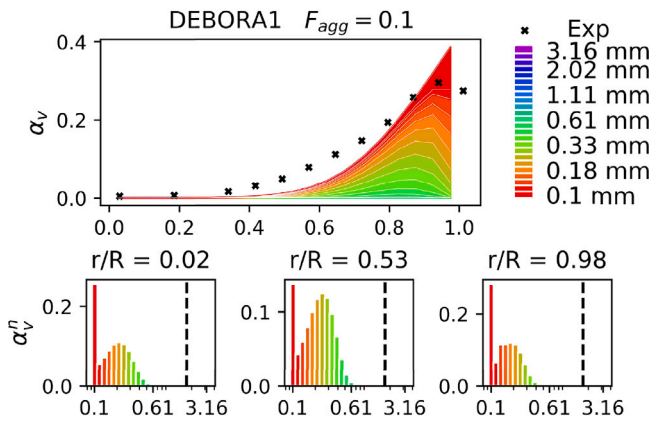 DEBORA1 F_agg = 0.1
0.4
0.2
0.0
α_v
0.0 0.2 0.4 0.6 0.8 1.0
Exp
3.16 mm
2.02 mm
1.11 mm
0.61 mm
0.33 mm
0.18 mm
0.1 mm
r/R = 0.02
r/R = 0.53
r/R = 0.98
α_v^n
0.2
0.0
0.1 0.61 3.16
0.1
0.0
0.1 0.61 3.16
0.2
0.0
0.1 0.61 3.16